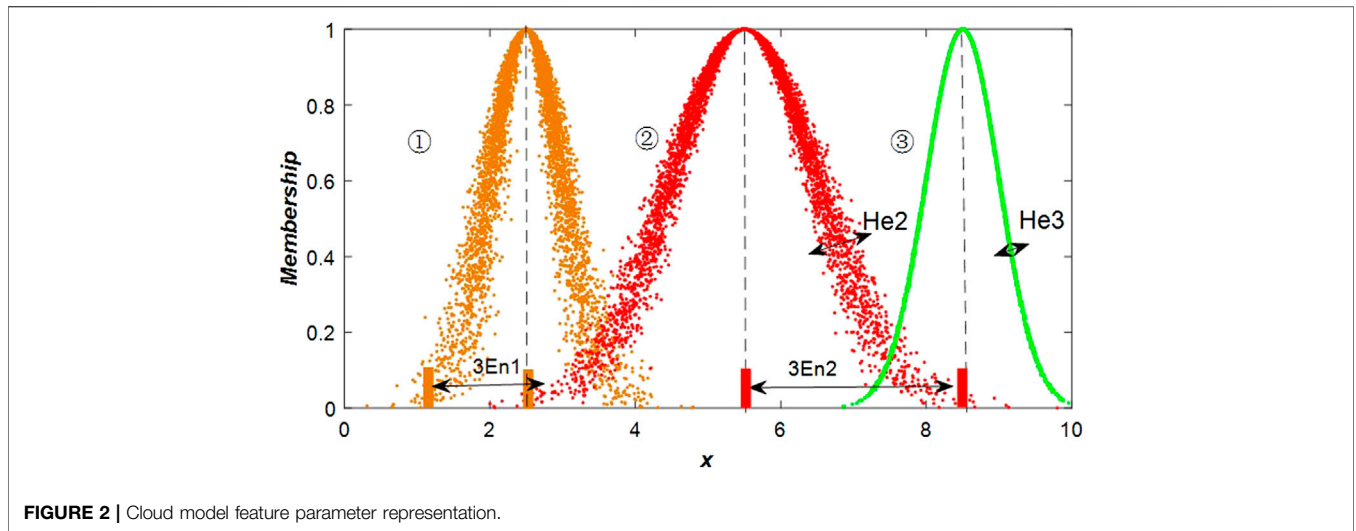 1
0.8
0.6
0.4
0.2
0
Membership
① ② ③
He2 He3
3En1 3En2
0 2 4 6 8 10
x
FIGURE 2 | Cloud model feature parameter representation.